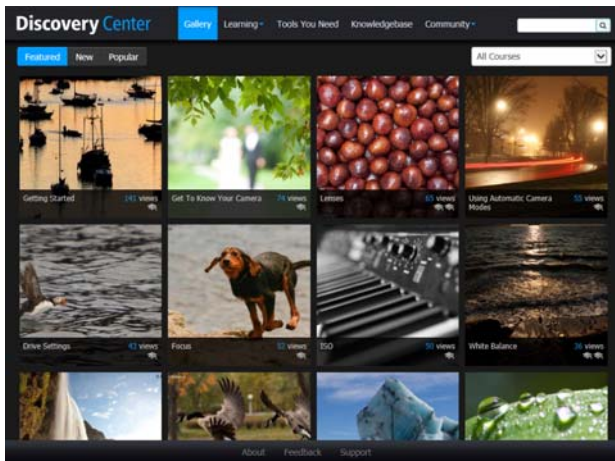 Discovery Center
Gallery Learning Tools You Need Knowledgebase Community
Featured New Popular
All Courses
Getting Started 141 views
Get To Know Your Camera 74 views
Lenses 65 views
Using Automatic Camera 55 views
Modes
Drive Settings 42 views
Focus 52 views
ISO 50 views
White Balance 36 views
About Feedback Support